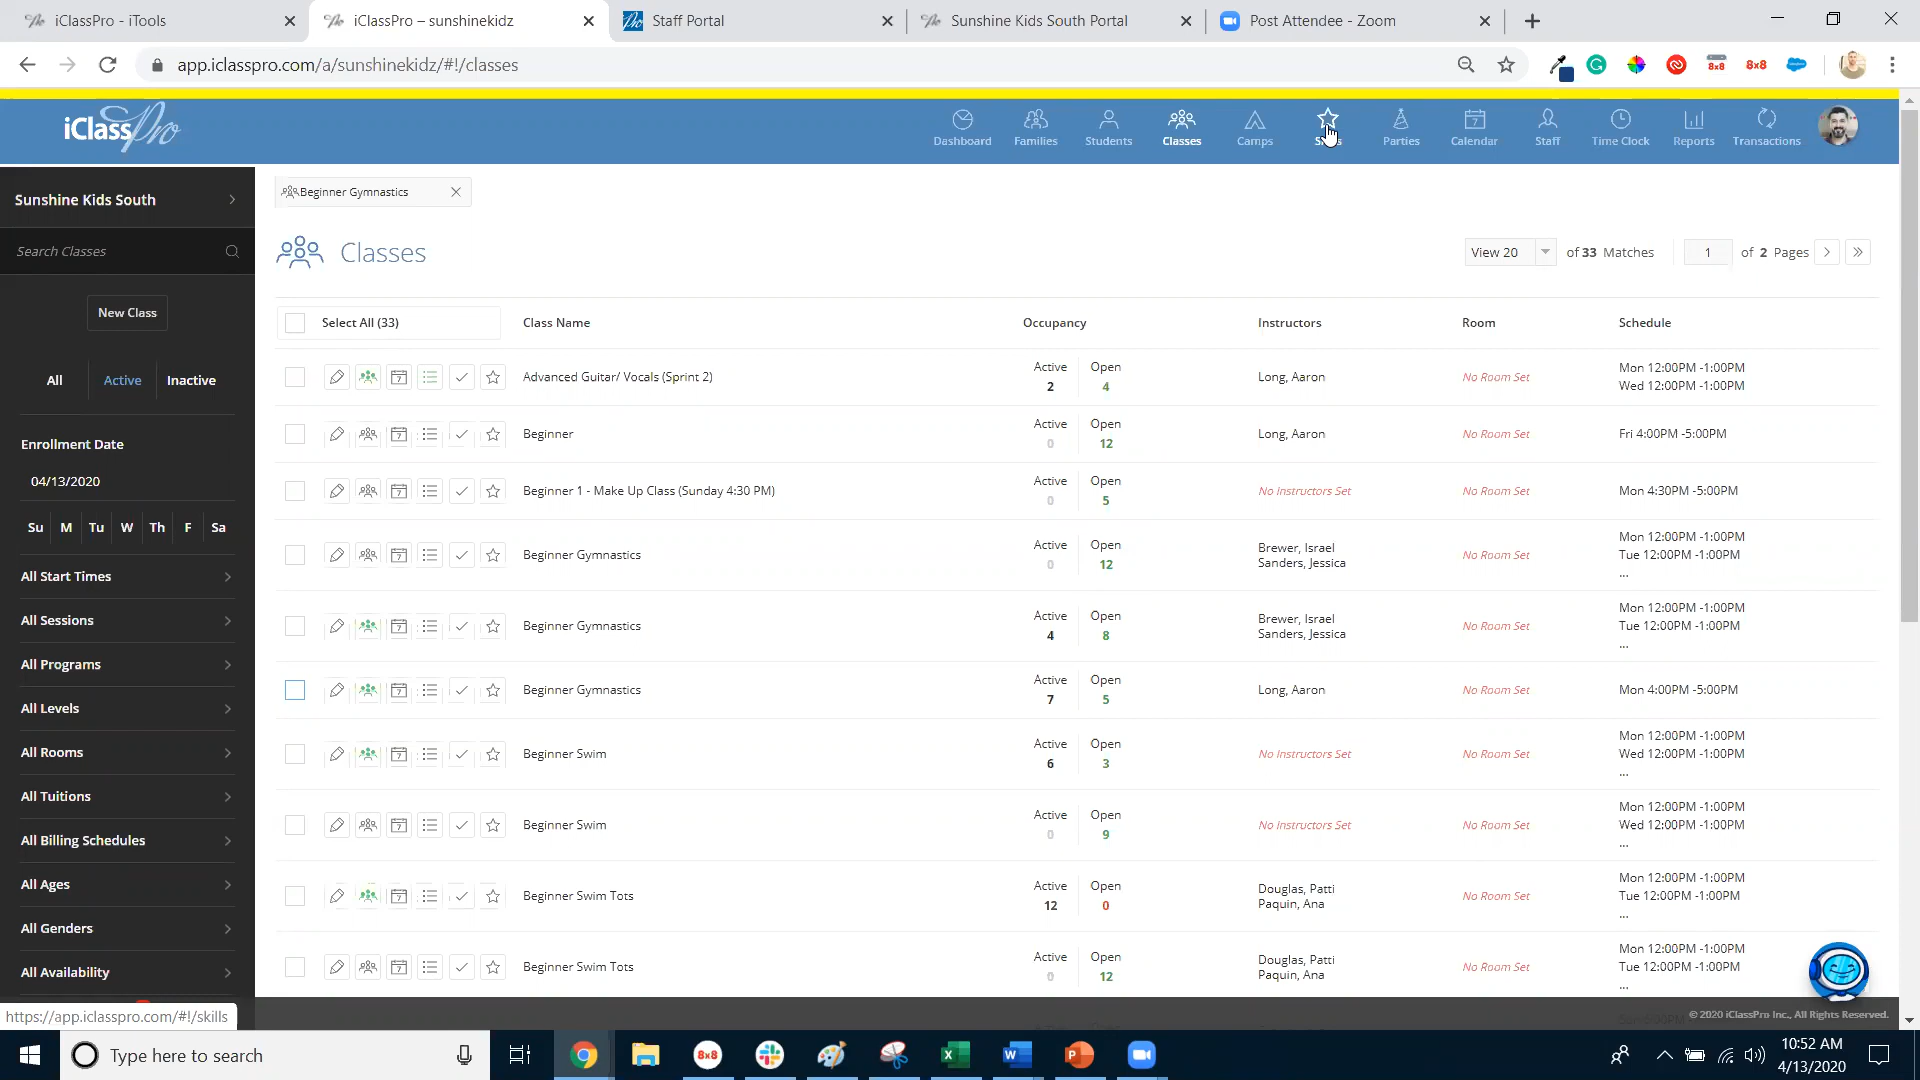 iClassPro - iTools
iClassPro – sunshinekidz
Staff Portal
Sunshine Kids South Portal
Post Attendee - Zoom
app.iclasspro.com/a/sunshinekidz/#!/classes
8x8
8x8
iClassPro
Dashboard
Families
Students
Classes
Camps
Parties
Calendar
Staff
Time Clock
Reports
Transactions
Sunshine Kids South
Beginner Gymnastics
Search Classes
Classes
View 20
of 33 Matches
1 of 2 Pages
New Class
Select All (33) Class Name Occupancy Instructors Room Schedule
All Active Inactive
Enrollment Date
04/13/2020
Su M Tu W Th F Sa
All Start Times
All Sessions
All Programs
All Levels
All Rooms
All Tuitions
All Billing Schedules
All Ages
All Genders
All Availability
Advanced Guitar/ Vocals (Sprint 2) Active 2 Open 4 Long, Aaron No Room Set Mon 12:00PM -1:00PM
Wed 12:00PM -1:00PM
Beginner Active 0 Open 12 Long, Aaron No Room Set Fri 4:00PM -5:00PM
Beginner 1 - Make Up Class (Sunday 4:30 PM) Active 0 Open 5 No Instructors Set No Room Set Mon 4:30PM -5:00PM
Beginner Gymnastics Active 0 Open 12 Brewer, Israel
Sanders, Jessica No Room Set Mon 12:00PM -1:00PM
Tue 12:00PM -1:00PM
...
Beginner Gymnastics Active 4 Open 8 Brewer, Israel
Sanders, Jessica No Room Set Mon 12:00PM -1:00PM
Tue 12:00PM -1:00PM
...
Beginner Gymnastics Active 7 Open 5 Long, Aaron No Room Set Mon 4:00PM -5:00PM
Beginner Swim Active 6 Open 3 No Instructors Set No Room Set Mon 12:00PM -1:00PM
Wed 12:00PM -1:00PM
...
Beginner Swim Active 0 Open 9 No Instructors Set No Room Set Mon 12:00PM -1:00PM
Wed 12:00PM -1:00PM
...
Beginner Swim Tots Active 12 Open 0 Douglas, Patti
Paquin, Ana No Room Set Mon 12:00PM -1:00PM
Tue 12:00PM -1:00PM
...
Beginner Swim Tots Active 0 Open 12 Douglas, Patti
Paquin, Ana No Room Set Mon 12:00PM -1:00PM
Tue 12:00PM -1:00PM
...
https://app.iclasspro.com/#!/skills
© 2020 iClassPro Inc., All Rights Reserved.
Type here to search
8x8
10:52 AM
4/13/2020